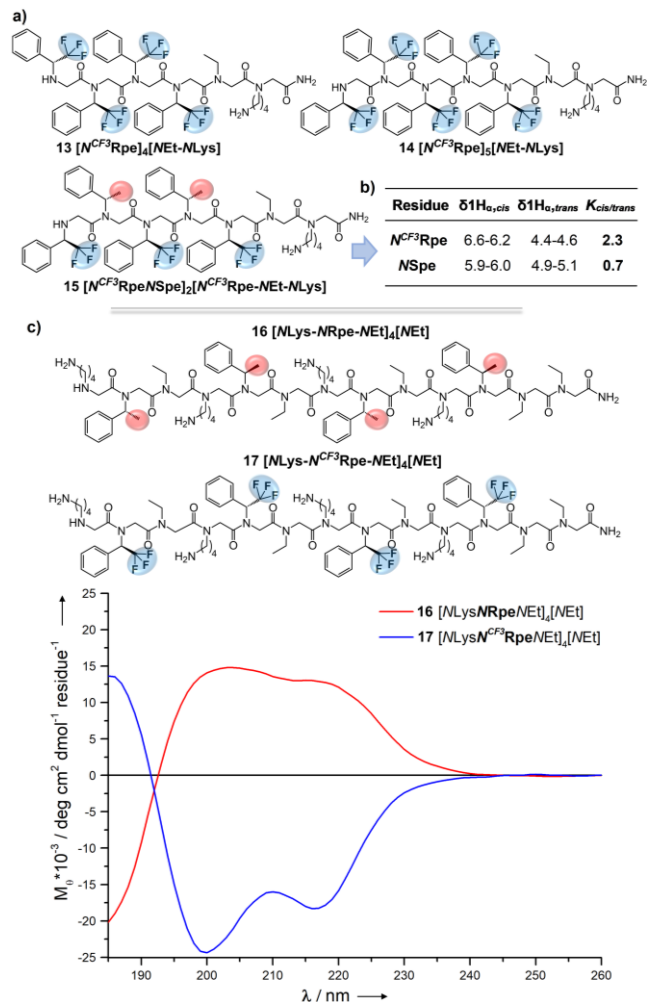 a)
F F F F F F
NH2
HN N N N N N
O O O O O O
F F F F F F
H2N
13 [NCF3Rpe]4[NEt-NLys]
14 [NCF3Rpe]5[NEt-NLys]
b)
Residue δ1Hα,cis δ1Hα,trans Kcis/trans
NCF3Rpe 6.6-6.2 4.4-4.6 2.3
NSpe 5.9-6.0 4.9-5.1 0.7
15 [NCF3RpeNSpe]2[NCF3Rpe-NEt-NLys]
c)
16 [NLys-NRpe-NEt]4[NEt]
17 [NLys-NCF3Rpe-NEt]4[NEt]
16 [NLysNRpeNEt]4[NEt]
17 [NLysNCF3RpeNEt]4[NEt]
Mθ*10-3 / deg cm2 dmol-1 residue-1
25
20
15
10
5
0
-5
-10
-15
-20
-25
190 200 210 220 230 240 250 260
λ / nm